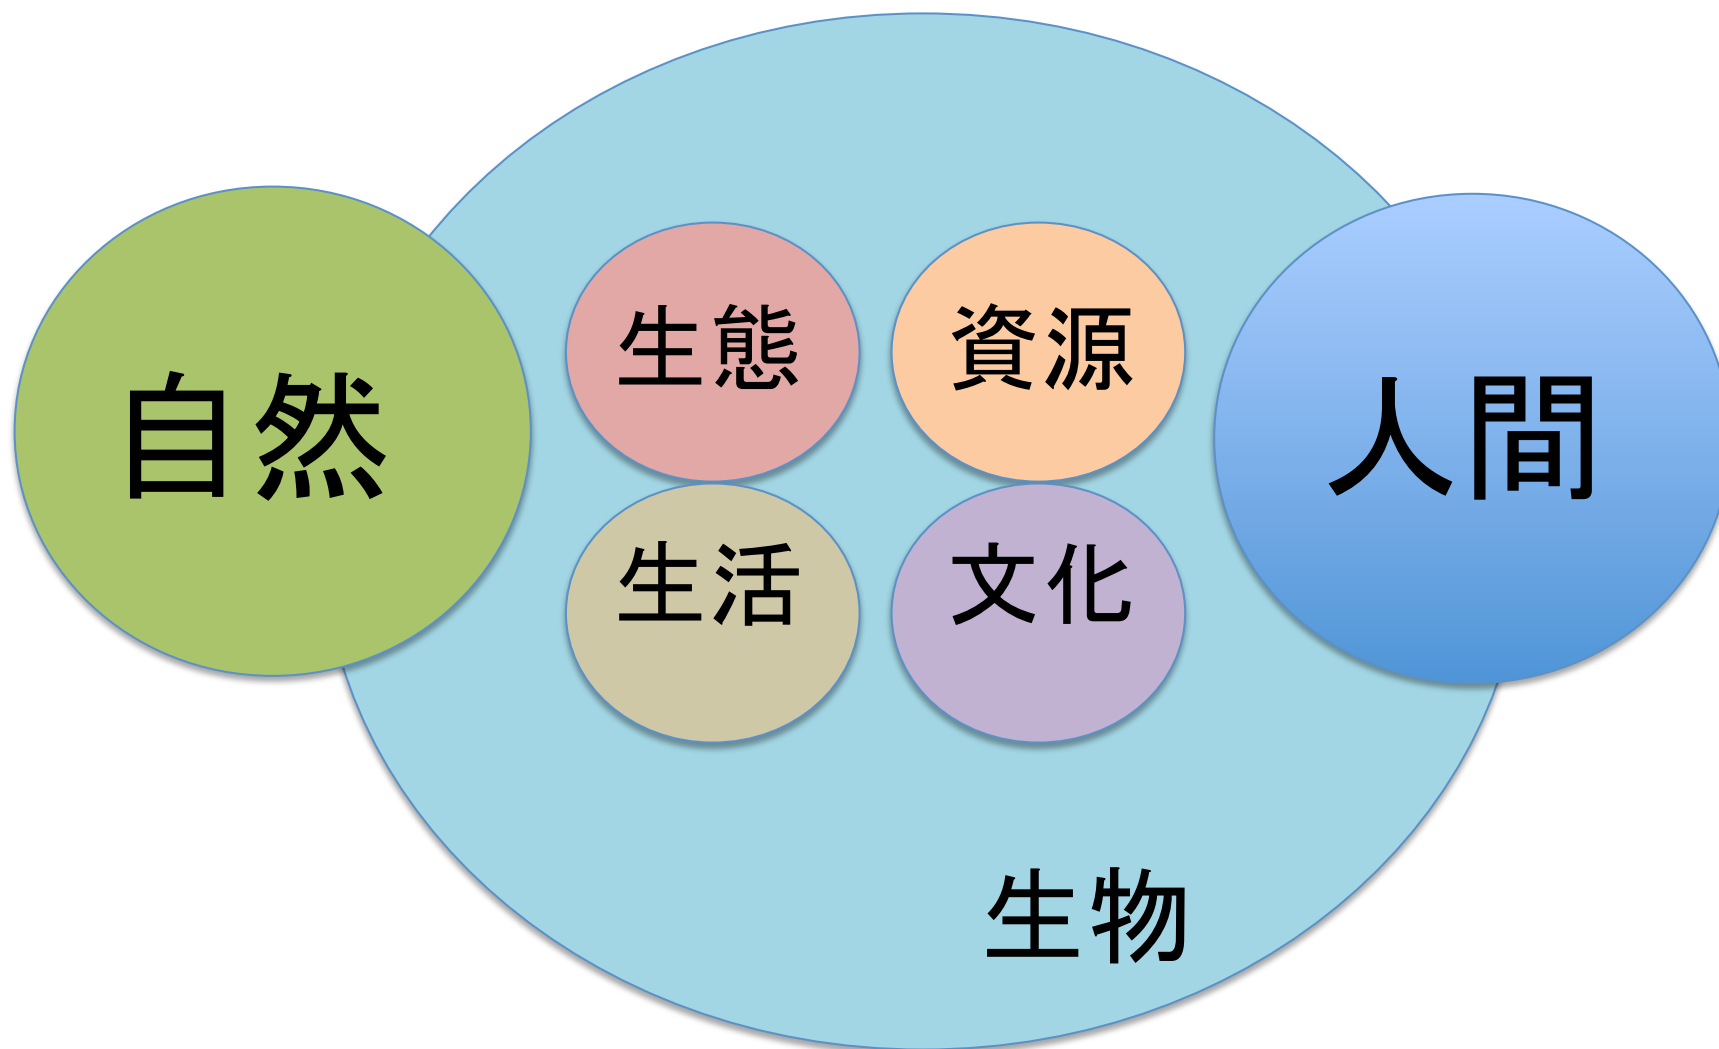 自然
生態
資源
生活
文化
人間
生物